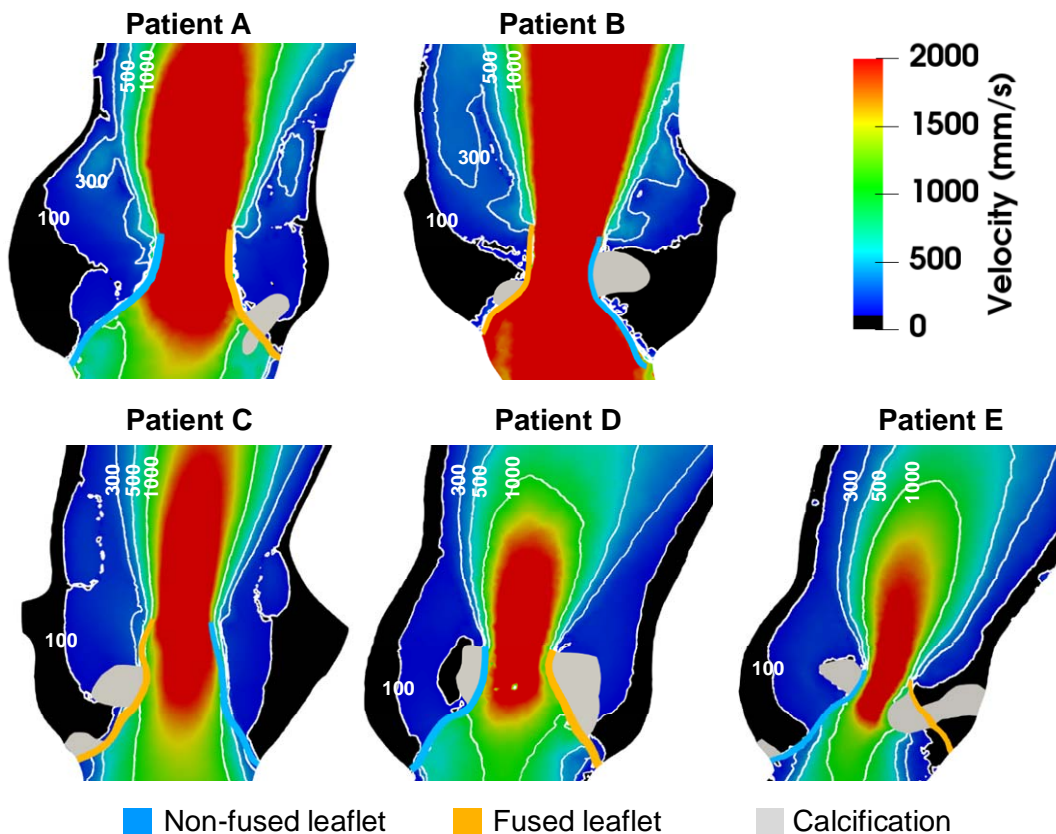 Patient A
Patient B
500
1000
300
100
500
1000
300
100
2000
1500
1000
500
0
Velocity (mm/s)
Patient C
Patient D
Patient E
300
500
1000
100
300
500
1000
100
300
500
1000
100
Non-fused leaflet
Fused leaflet
Calcification